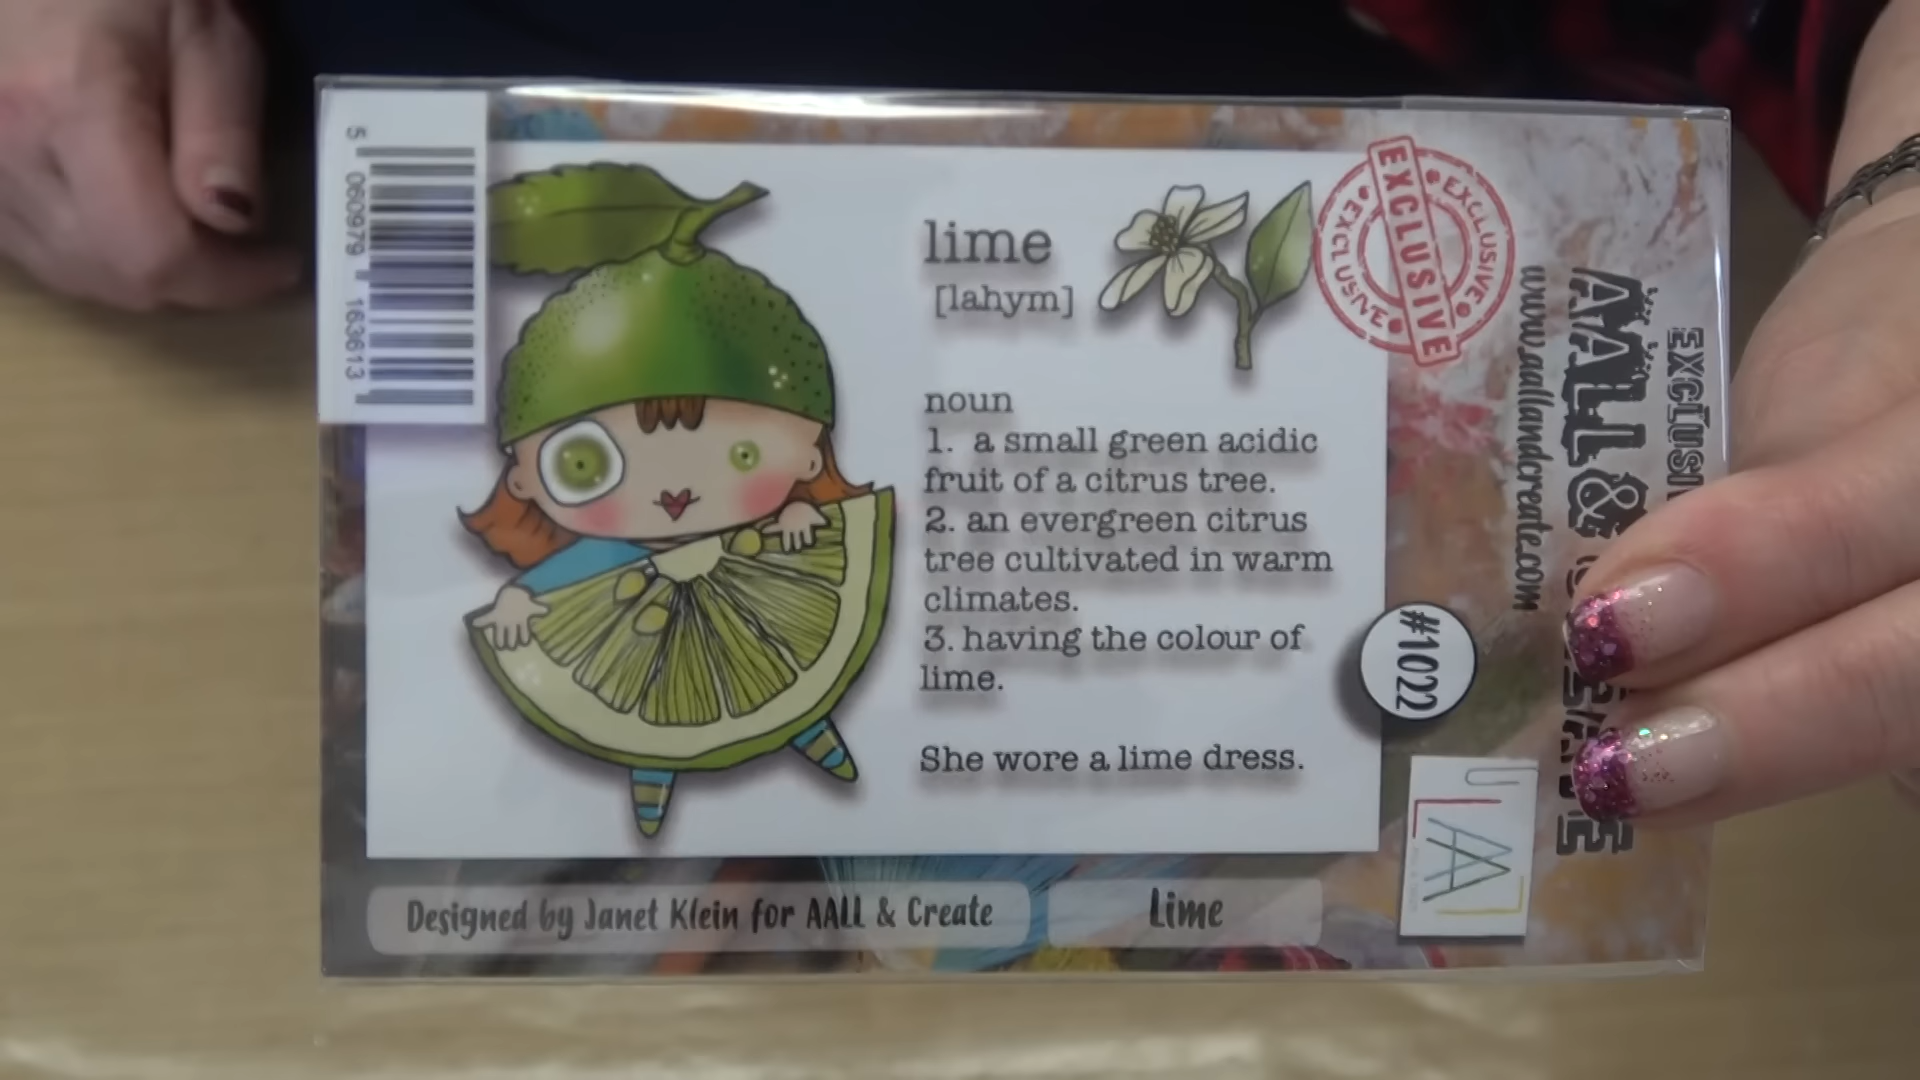 5 060979 163613
lime
[lahym]
noun
1. a small green acidic
fruit of a citrus tree.
2. an evergreen citrus
tree cultivated in warm
climates.
3. having the colour of
lime.
She wore a lime dress.
EXCLUSIVE
EXCLUSIVE
EXCLUSIVE
AALL &
www.aallandcreate.com
#1022
Designed by Janet Klein for AALL & Create
Lime